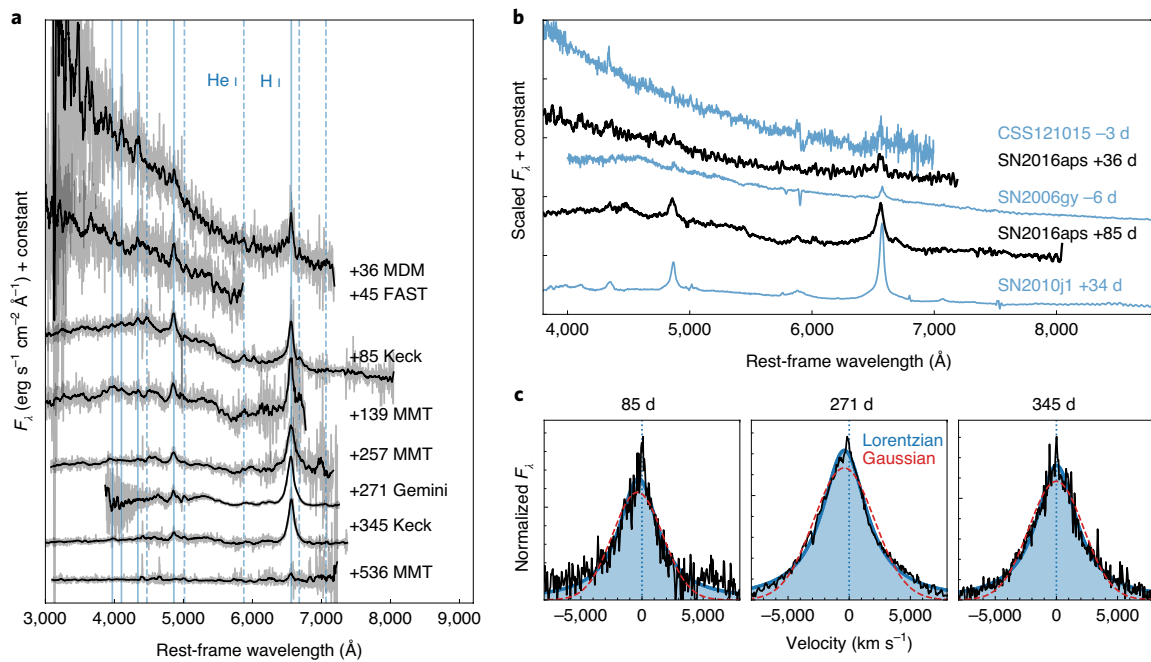 a
He I
H I
+36 MDM
+45 FAST
+85 Keck
+139 MMT
+257 MMT
+271 Gemini
+345 Keck
+536 MMT
Fλ (erg s−1 cm−2 Å−1) + constant
3,000 4,000 5,000 6,000 7,000 8,000 9,000
Rest-frame wavelength (Å)
b
CSS121015 –3 d
SN2016aps +36 d
SN2006gy –6 d
SN2016aps +85 d
SN2010j1 +34 d
Scaled Fλ + constant
4,000 5,000 6,000 7,000 8,000
Rest-frame wavelength (Å)
c
85 d 271 d 345 d
Lorentzian
Gaussian
Normalized Fλ
–5,000 0 5,000 –5,000 0 5,000 –5,000 0 5,000
Velocity (km s−1)